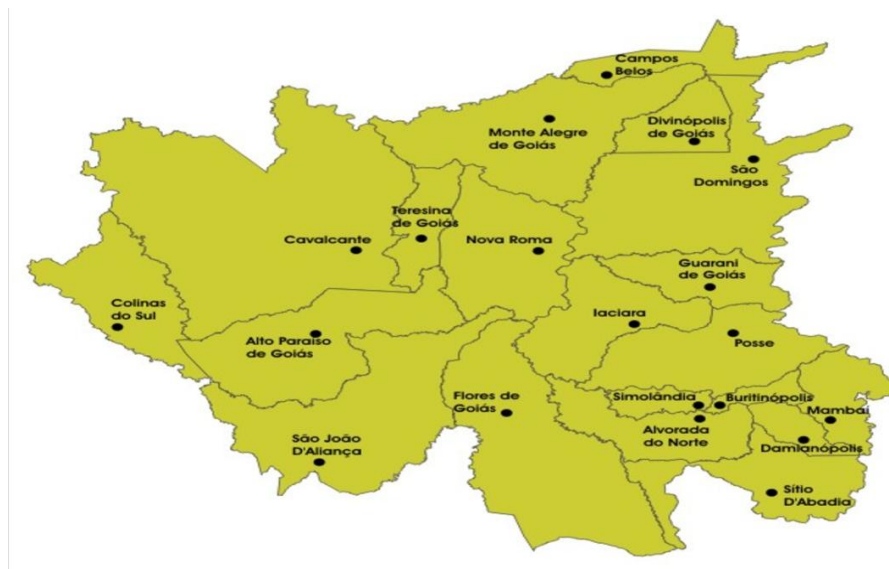 Campos
Belos
Monte Alegre
de Goiás
Divinópolis
de Goiás
São
Domingos
Teresina
de Goiás
Cavalcante
Nova Roma
Guarani
de Goiás
Colinas
do Sul
Iaciara
Alto Paraíso
de Goiás
Posse
Flores de
Goiás
Simolândia
Buritinópolis
Mambaí
Alvorada
do Norte
Damianópolis
São João
D'Aliança
Sítio
D'Abadia